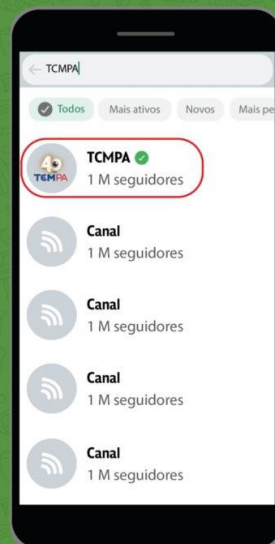 ← TCMPA
Todos Mais ativos Novos Mais pe
40
TCMPA
TCMPA
1 M seguidores
Canal
1 M seguidores
Canal
1 M seguidores
Canal
1 M seguidores
Canal
1 M seguidores